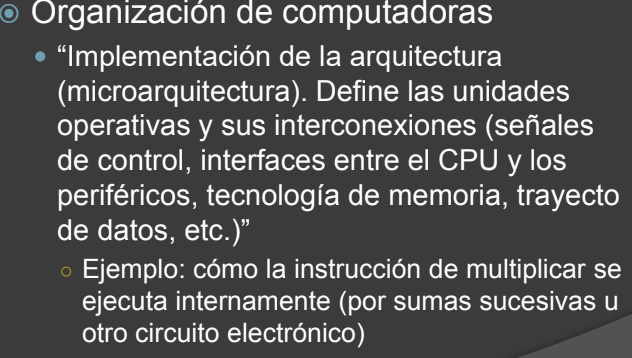 Organización de computadoras
“Implementación de la arquitectura
(microarquitectura). Define las unidades
operativas y sus interconexiones (señales
de control, interfaces entre el CPU y los
periféricos, tecnología de memoria, trayecto
de datos, etc.)”
Ejemplo: cómo la instrucción de multiplicar se
ejecuta internamente (por sumas sucesivas u
otro circuito electrónico)